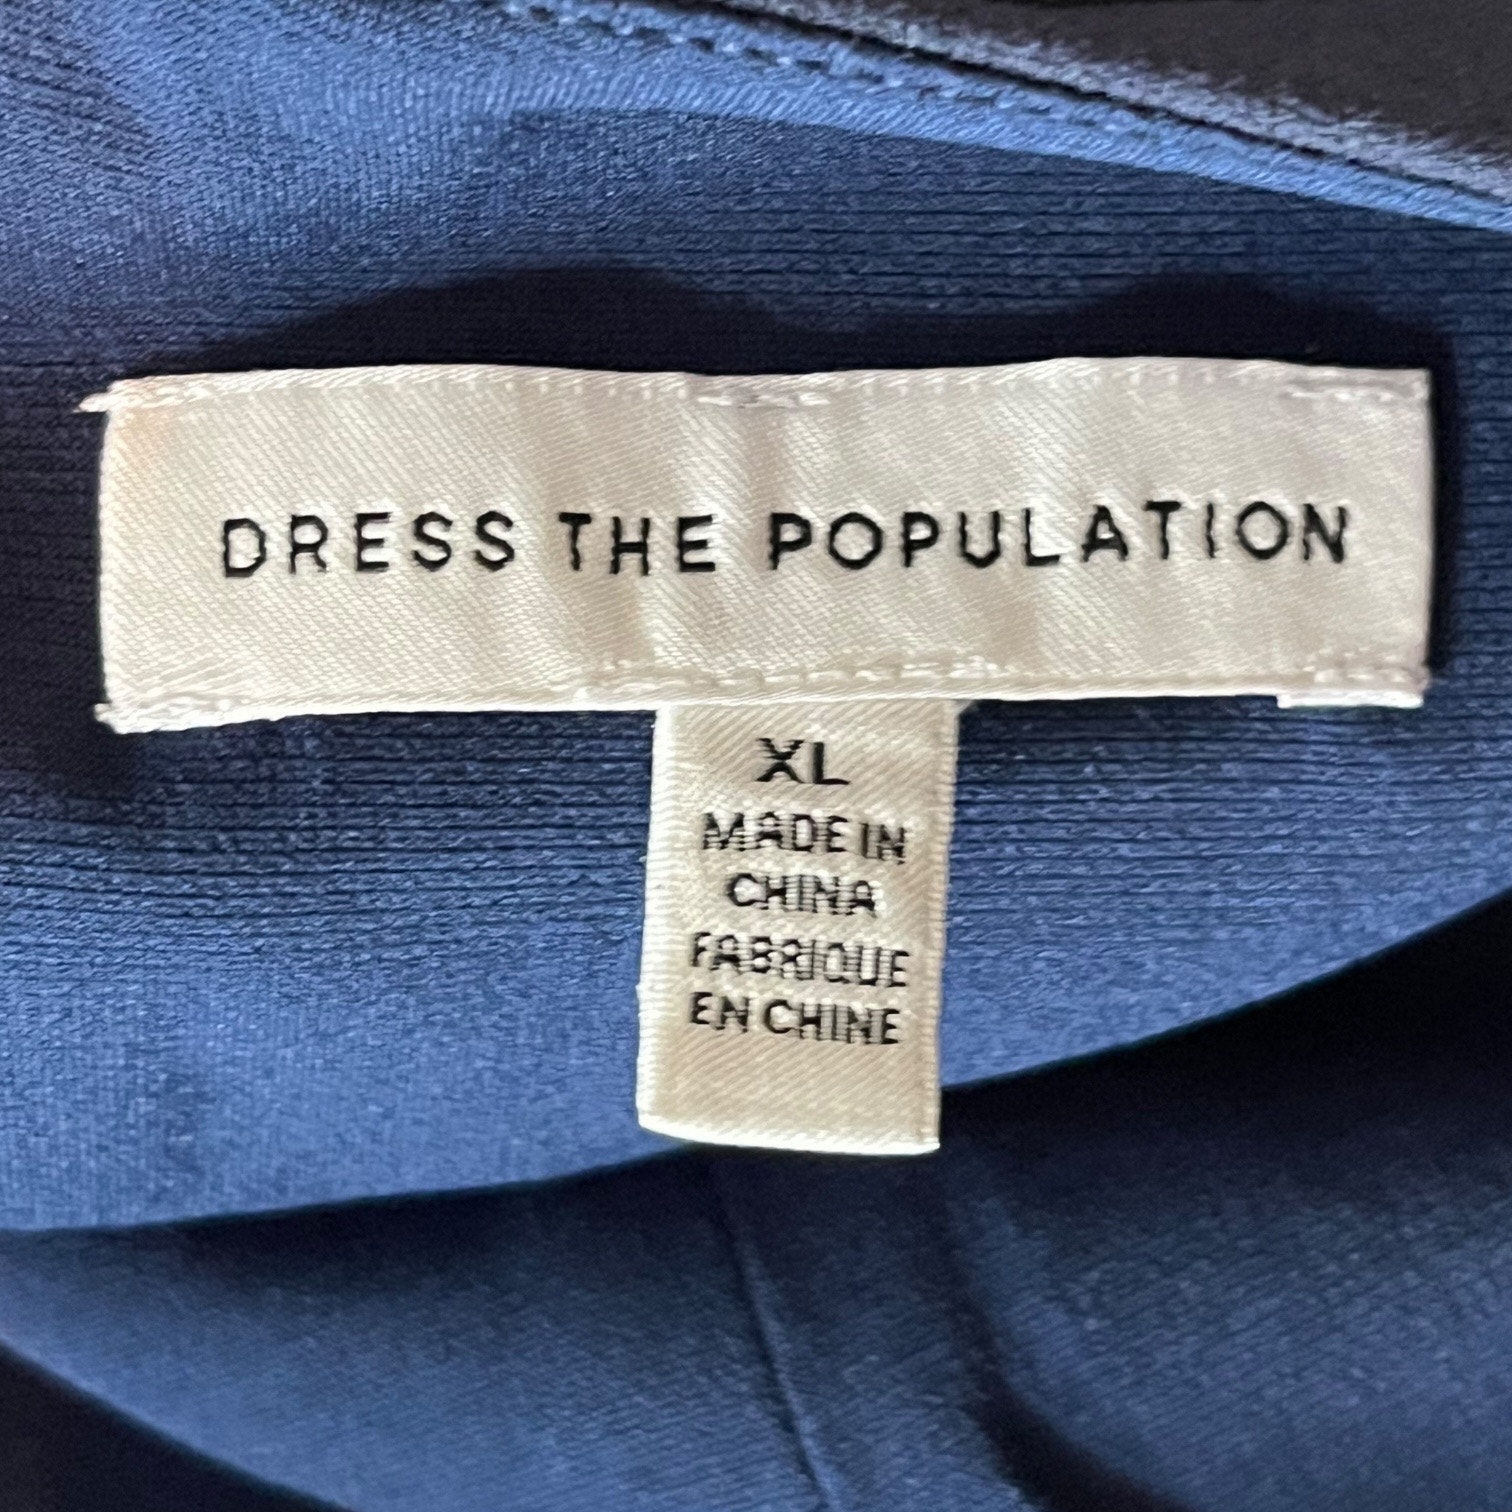 DRESS THE POPULATION
XL
MADE IN
CHINA
FABRIQUE
EN CHINE